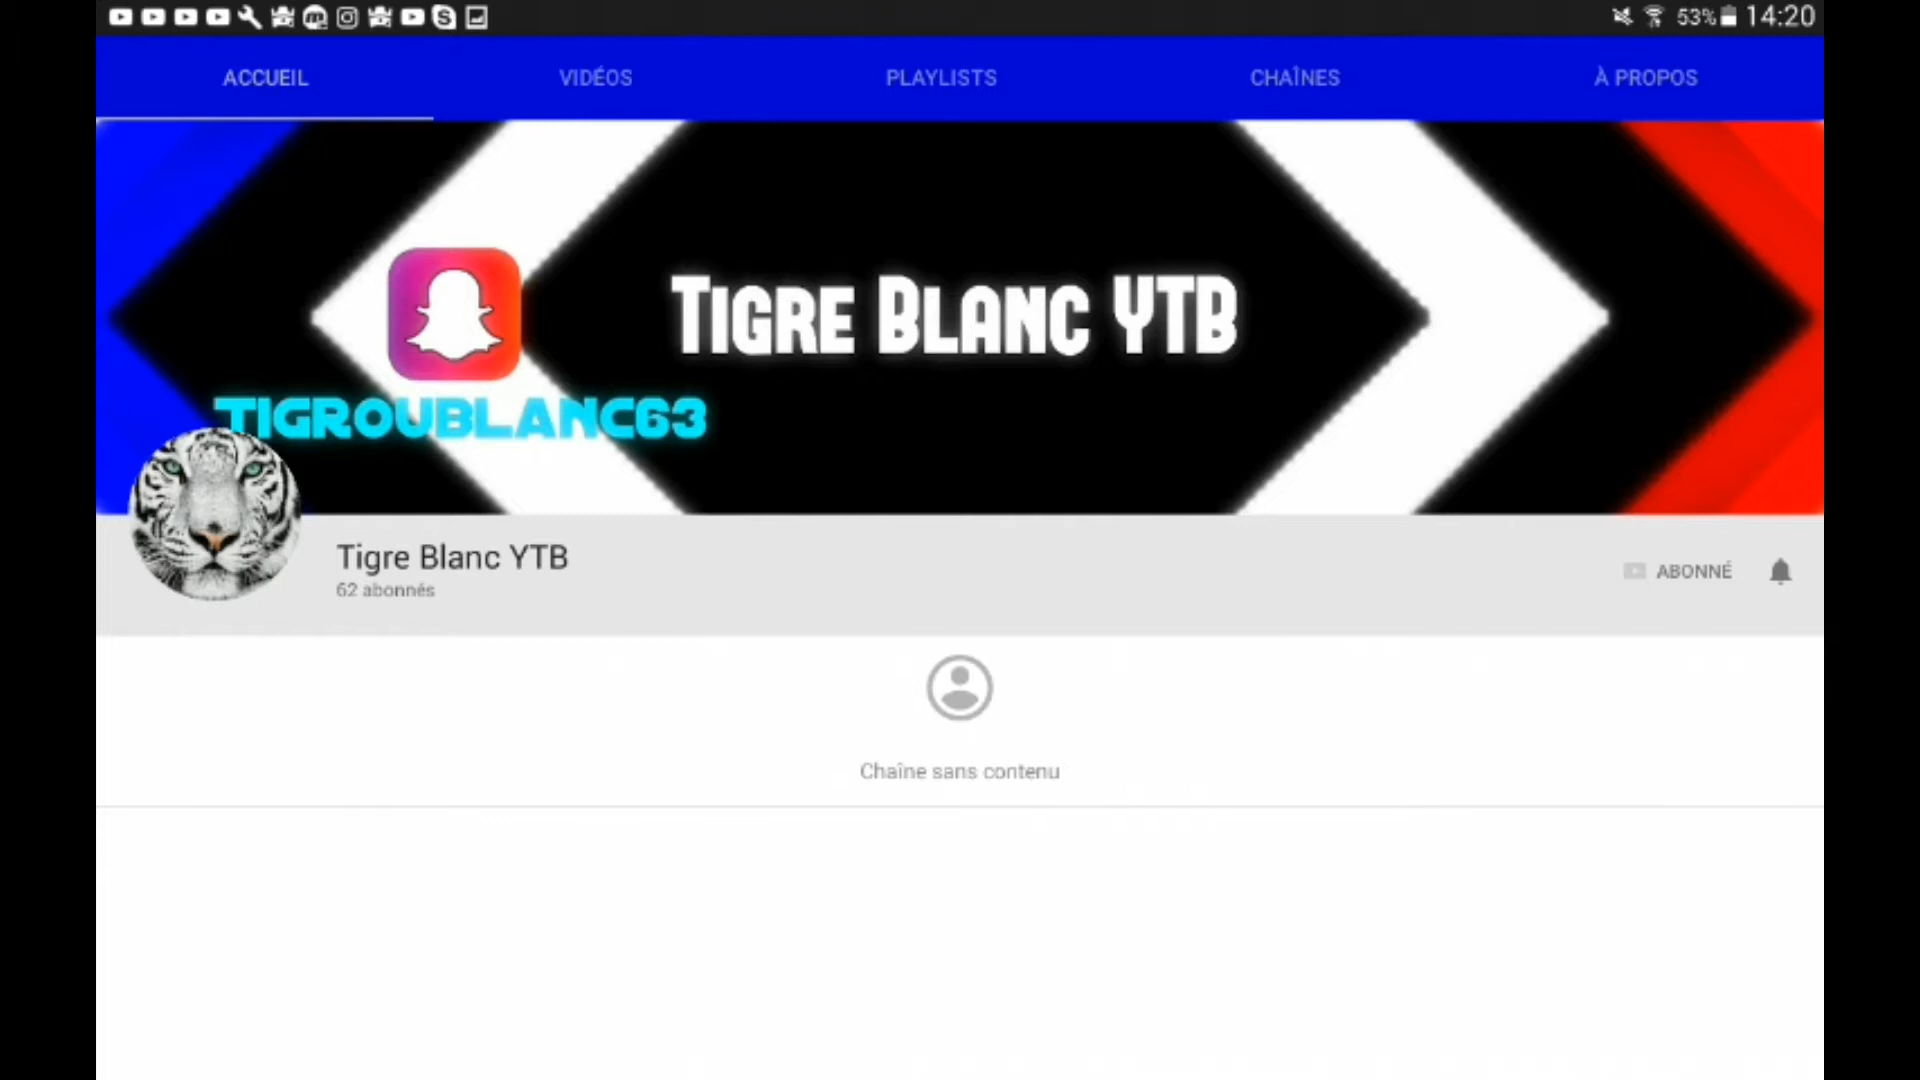 53% 14:20
ACCUEIL VIDÉOS PLAYLISTS CHAÎNES À PROPOS
TIGRE BLANC YTB
TIGROUBLANC63
Tigre Blanc YTB
62 abonnés
ABONNÉ
Chaîne sans contenu